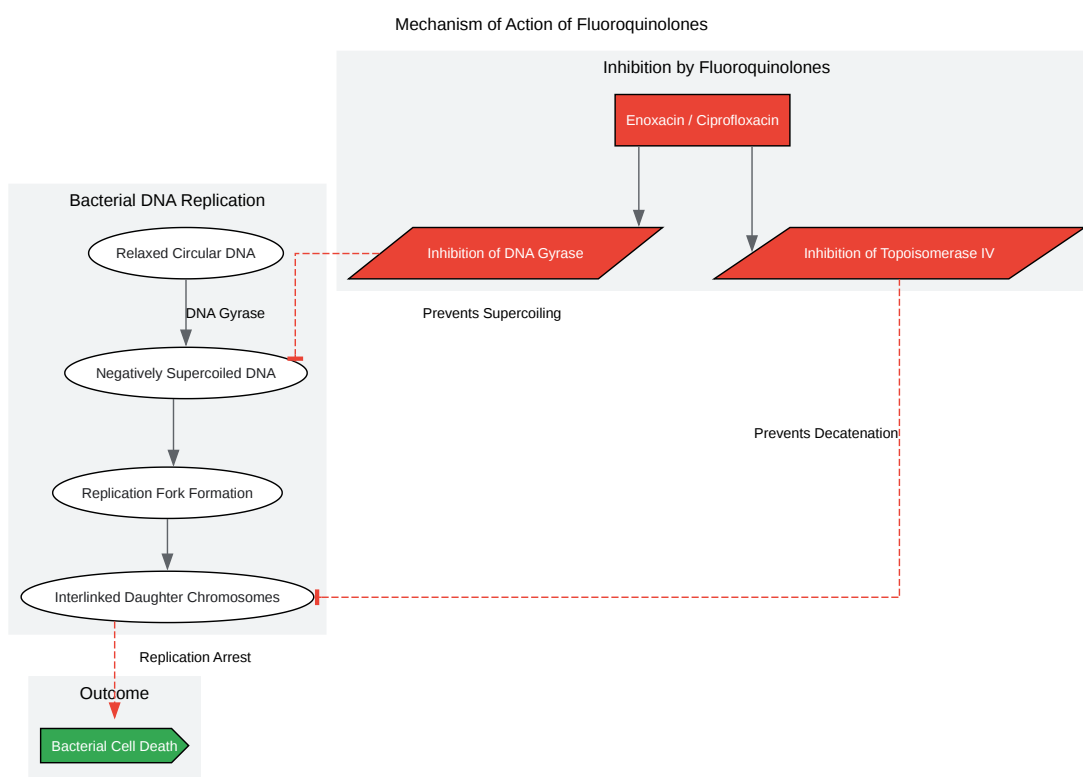 Mechanism of Action of Fluoroquinolones
Inhibition by Fluoroquinolones
Enoxacin / Ciprofloxacin
Inhibition of DNA Gyrase
Inhibition of Topoisomerase IV
Prevents Supercoiling
Prevents Decatenation
Bacterial DNA Replication
Relaxed Circular DNA
DNA Gyrase
Negatively Supercoiled DNA
Replication Fork Formation
Interlinked Daughter Chromosomes
Replication Arrest
Outcome
Bacterial Cell Death